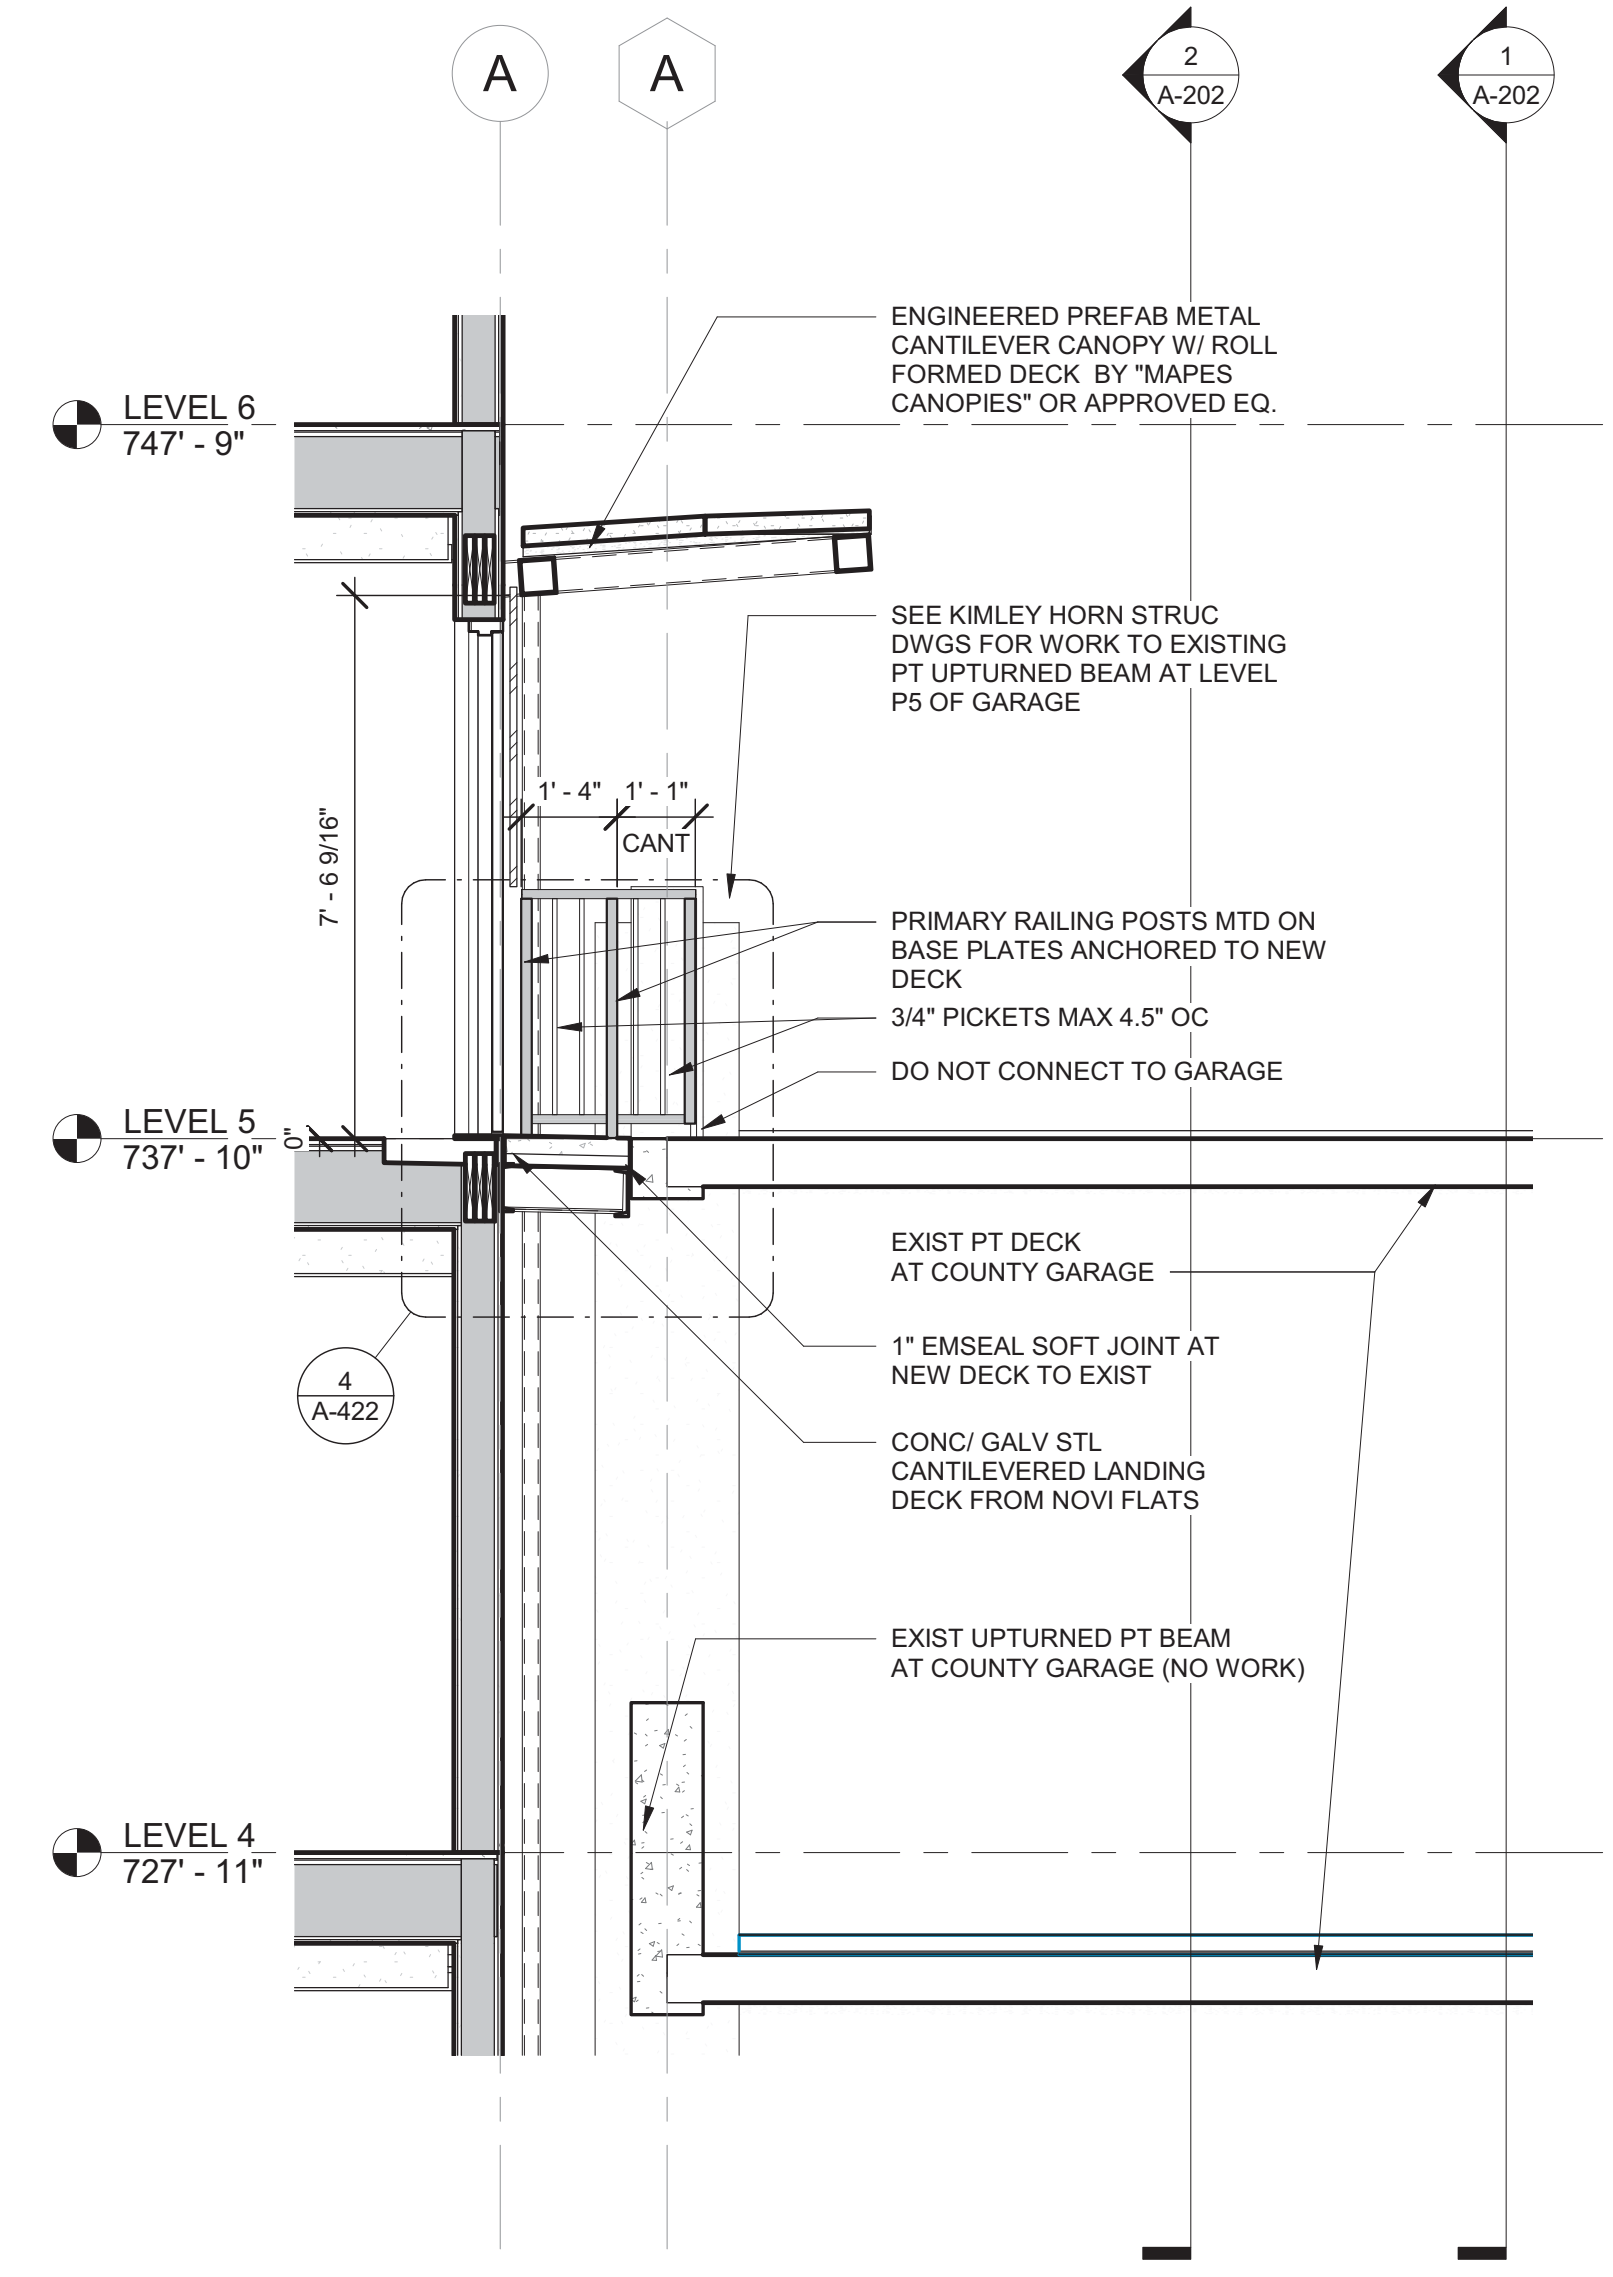 A
A
2
A-202
1
A-202
ENGINEERED PREFAB METAL
CANTILEVER CANOPY W/ ROLL
FORMED DECK BY "MAPES
CANOPIES" OR APPROVED EQ.
LEVEL 6
747' - 9"
SEE KIMLEY HORN STRUC
DWGS FOR WORK TO EXISTING
PT UPTURNED BEAM AT LEVEL
P5 OF GARAGE
1' - 4"
1' - 1"
CANT
7' - 6 9/16"
PRIMARY RAILING POSTS MTD ON
BASE PLATES ANCHORED TO NEW
DECK
3/4" PICKETS MAX 4.5" OC
DO NOT CONNECT TO GARAGE
LEVEL 5
737' - 10"
0"
EXIST PT DECK
AT COUNTY GARAGE
1" EMSEAL SOFT JOINT AT
NEW DECK TO EXIST
4
A-422
CONC/ GALV STL
CANTILEVERED LANDING
DECK FROM NOVI FLATS
EXIST UPTURNED PT BEAM
AT COUNTY GARAGE (NO WORK)
LEVEL 4
727' - 11"